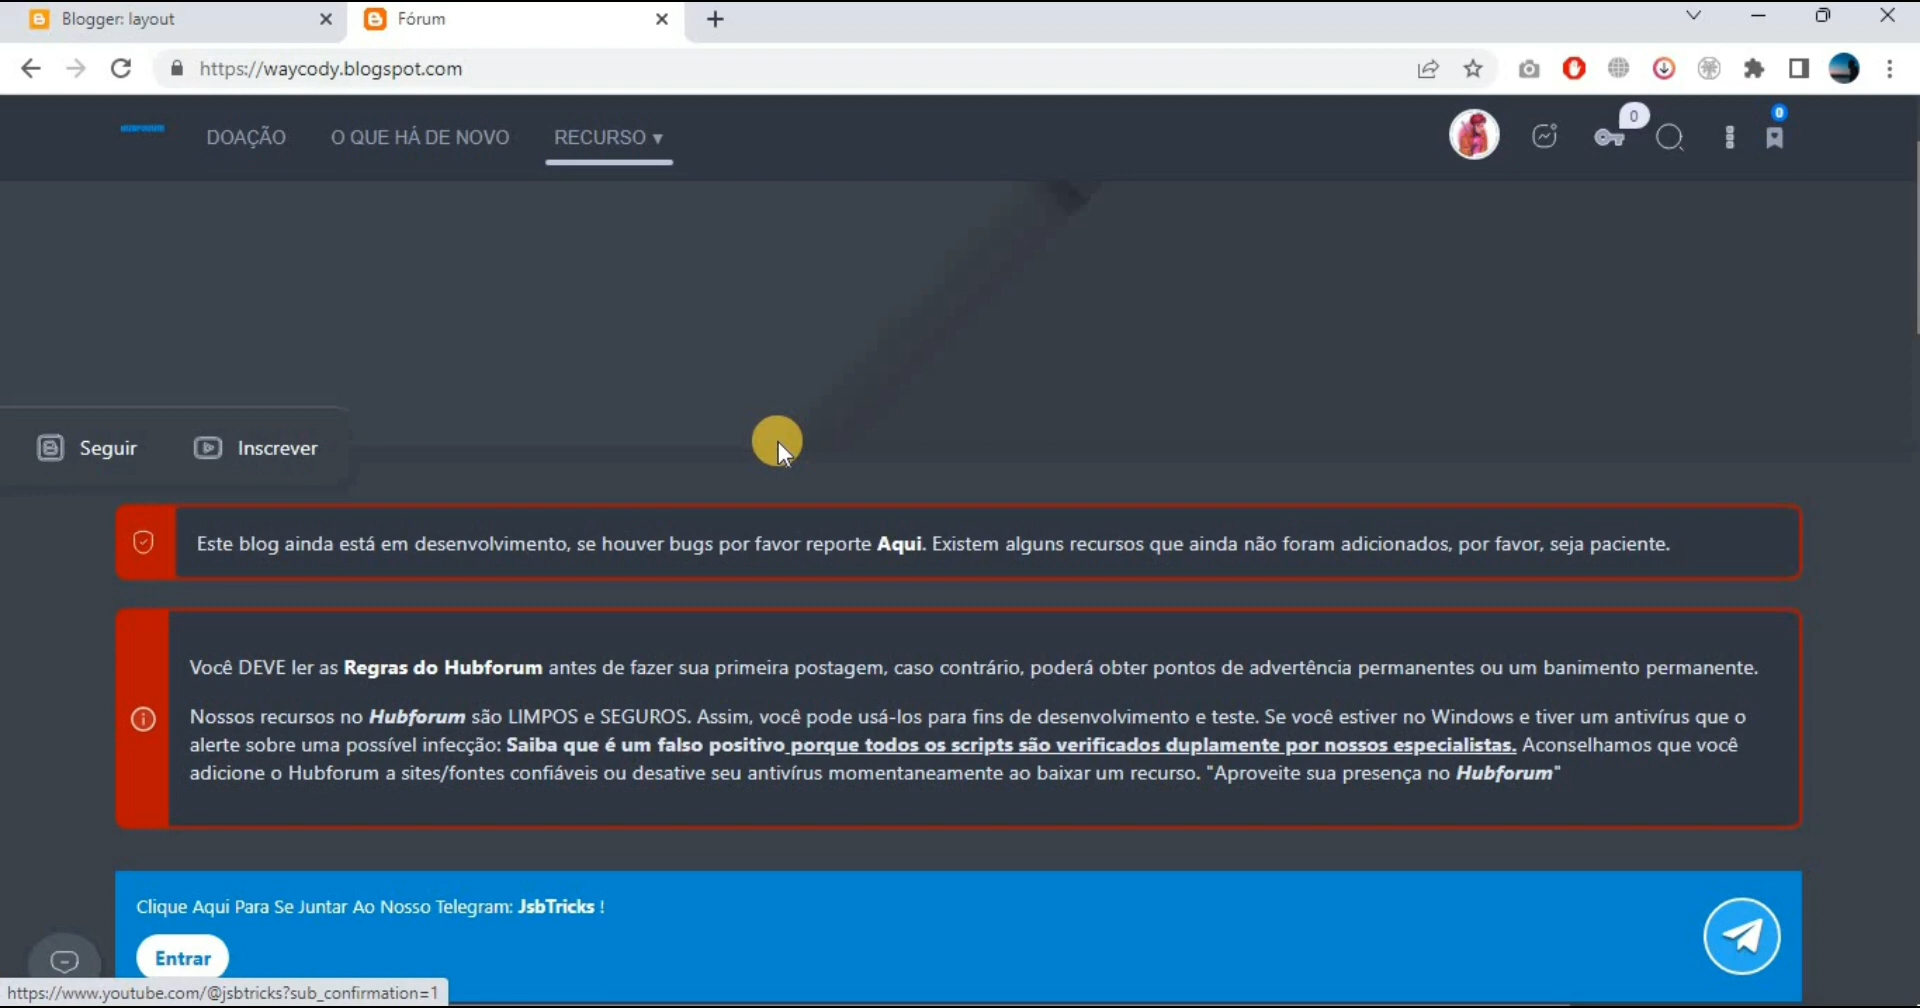 Blogger: layout
Fórum
https://waycody.blogspot.com
HUBFORUM
DOAÇÃO
O QUE HÁ DE NOVO
RECURSO ▾
0
0
Seguir
Inscrever
Este blog ainda está em desenvolvimento, se houver bugs por favor reporte Aqui. Existem alguns recursos que ainda não foram adicionados, por favor, seja paciente.
Você DEVE ler as Regras do Hubforum antes de fazer sua primeira postagem, caso contrário, poderá obter pontos de advertência permanentes ou um banimento permanente.
Nossos recursos no Hubforum são LIMPOS e SEGUROS. Assim, você pode usá-los para fins de desenvolvimento e teste. Se você estiver no Windows e tiver um antivírus que o
alerte sobre uma possível infecção: Saiba que é um falso positivo porque todos os scripts são verificados duplamente por nossos especialistas. Aconselhamos que você
adicione o Hubforum a sites/fontes confiáveis ou desative seu antivírus momentaneamente ao baixar um recurso. "Aproveite sua presença no Hubforum"
Clique Aqui Para Se Juntar Ao Nosso Telegram: JsbTricks !
Entrar
https://www.youtube.com/@jsbtricks?sub_confirmation=1